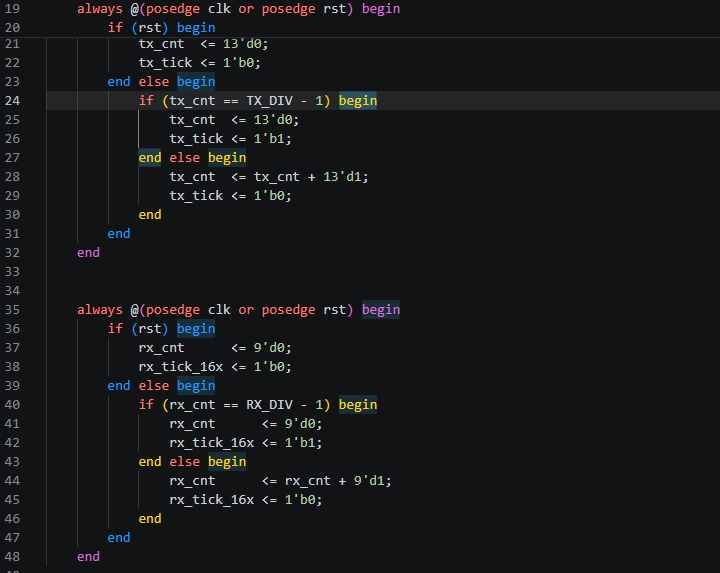 19 always @(posedge clk or posedge rst) begin
20 if (rst) begin
21 tx_cnt <= 13'd0;
22 tx_tick <= 1'b0;
23 end else begin
24 if (tx_cnt == TX_DIV - 1) begin
25 tx_cnt <= 13'd0;
26 tx_tick <= 1'b1;
27 end else begin
28 tx_cnt <= tx_cnt + 13'd1;
29 tx_tick <= 1'b0;
30 end
31 end
32 end
33
34
35 always @(posedge clk or posedge rst) begin
36 if (rst) begin
37 rx_cnt <= 9'd0;
38 rx_tick_16x <= 1'b0;
39 end else begin
40 if (rx_cnt == RX_DIV - 1) begin
41 rx_cnt <= 9'd0;
42 rx_tick_16x <= 1'b1;
43 end else begin
44 rx_cnt <= rx_cnt + 9'd1;
45 rx_tick_16x <= 1'b0;
46 end
47 end
48 end